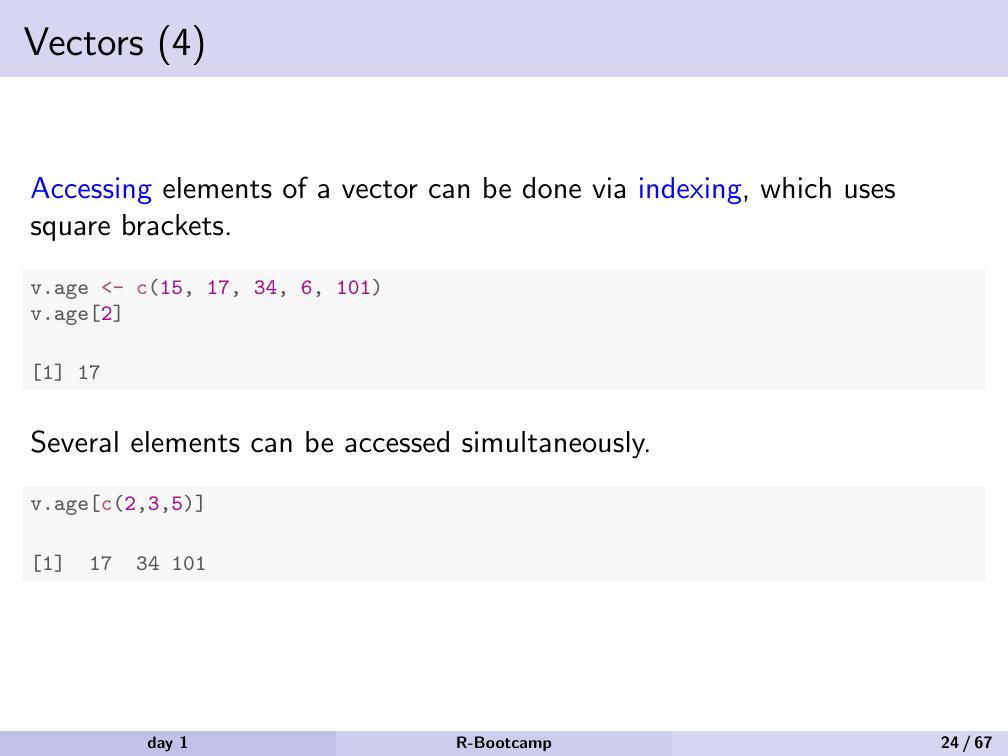 Vectors (4)
Accessing elements of a vector can be done via indexing, which uses
square brackets.
v.age <- c(15, 17, 34, 6, 101)
v.age[2]
[1] 17
Several elements can be accessed simultaneously.
v.age[c(2,3,5)]
[1]  17  34 101
day 1
R-Bootcamp
24 / 67